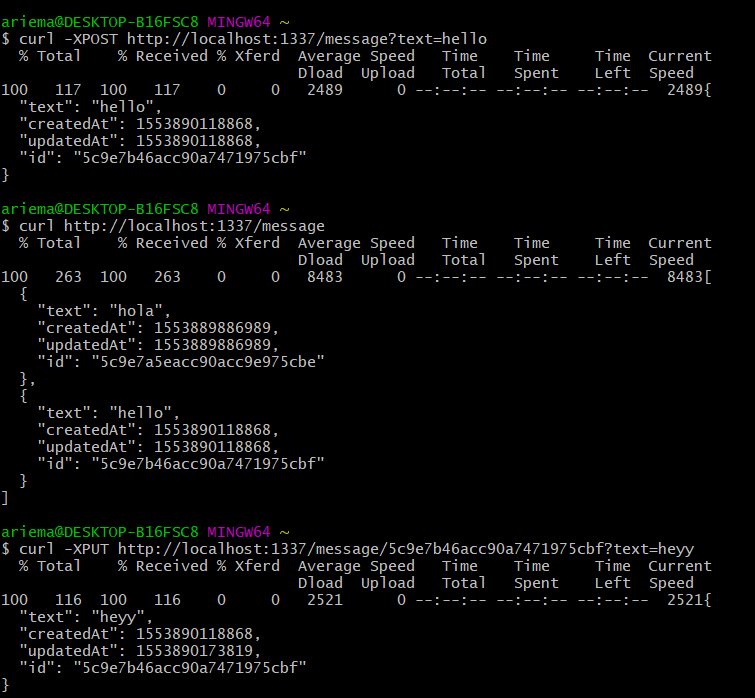 ariema@DESKTOP-B16FSC8 MINGW64 ~
$ curl -XPOST http://localhost:1337/message?text=hello
  % Total    % Received % Xferd  Average Speed   Time    Time     Time  Current
                                 Dload  Upload   Total   Spent    Left  Speed
100   117  100   117    0     0   2489      0 --:--:-- --:--:-- --:--:--  2489{
  "text": "hello",
  "createdAt": 1553890118868,
  "updatedAt": 1553890118868,
  "id": "5c9e7b46acc90a7471975cbf"
}

ariema@DESKTOP-B16FSC8 MINGW64 ~
$ curl http://localhost:1337/message
  % Total    % Received % Xferd  Average Speed   Time    Time     Time  Current
                                 Dload  Upload   Total   Spent    Left  Speed
100   263  100   263    0     0   8483      0 --:--:-- --:--:-- --:--:--  8483[
  {
    "text": "hola",
    "createdAt": 1553889886989,
    "updatedAt": 1553889886989,
    "id": "5c9e7a5eacc90acc9e975cbe"
  },
  {
    "text": "hello",
    "createdAt": 1553890118868,
    "updatedAt": 1553890118868,
    "id": "5c9e7b46acc90a7471975cbf"
  }
]

ariema@DESKTOP-B16FSC8 MINGW64 ~
$ curl -XPUT http://localhost:1337/message/5c9e7b46acc90a7471975cbf?text=heyy
  % Total    % Received % Xferd  Average Speed   Time    Time     Time  Current
                                 Dload  Upload   Total   Spent    Left  Speed
100   116  100   116    0     0   2521      0 --:--:-- --:--:-- --:--:--  2521{
  "text": "heyy",
  "createdAt": 1553890118868,
  "updatedAt": 1553890173819,
  "id": "5c9e7b46acc90a7471975cbf"
}